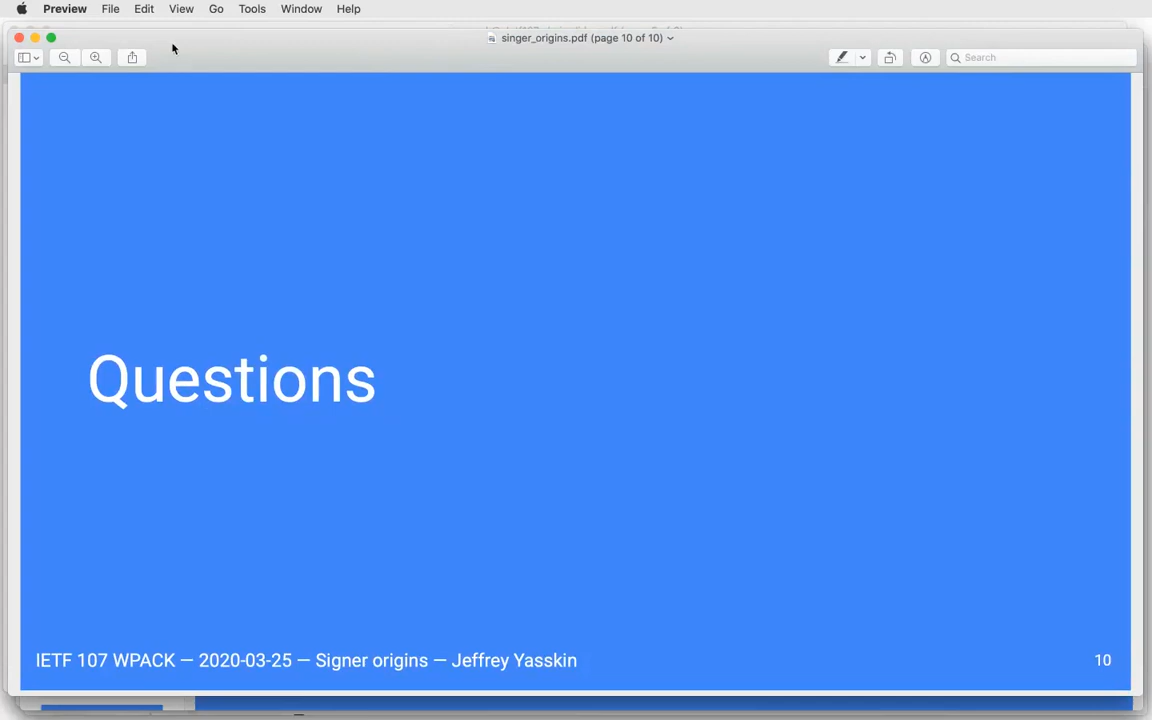 Preview File Edit View Go Tools Window Help
singer_origins.pdf (page 10 of 10)
Search
Questions
IETF 107 WPACK — 2020-03-25 — Signer origins — Jeffrey Yasskin
10